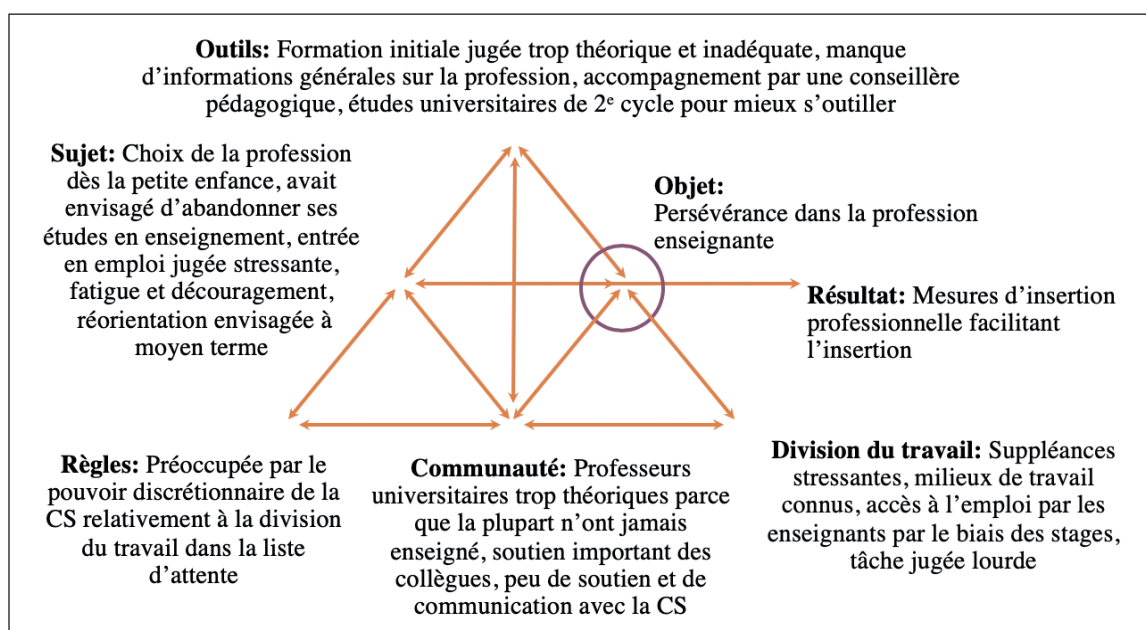 Outils: Formation initiale jugée trop théorique et inadéquate, manque
d’informations générales sur la profession, accompagnement par une conseillère
pédagogique, études universitaires de 2e cycle pour mieux s’outiller
Sujet: Choix de la profession
dès la petite enfance, avait
envisagé d’abandonner ses
études en enseignement, entrée
en emploi jugée stressante,
fatigue et découragement,
réorientation envisagée à
moyen terme
Objet:
Persévérance dans la profession
enseignante
Résultat: Mesures d’insertion
professionnelle facilitant
l’insertion
Règles: Préoccupée par le
pouvoir discrétionnaire de la
CS relativement à la division
du travail dans la liste
d’attente
Communauté: Professeurs
universitaires trop théoriques parce
que la plupart n’ont jamais
enseigné, soutien important des
collègues, peu de soutien et de
communication avec la CS
Division du travail: Suppléances
stressantes, milieux de travail
connus, accès à l’emploi par les
enseignants par le biais des stages,
tâche jugée lourde